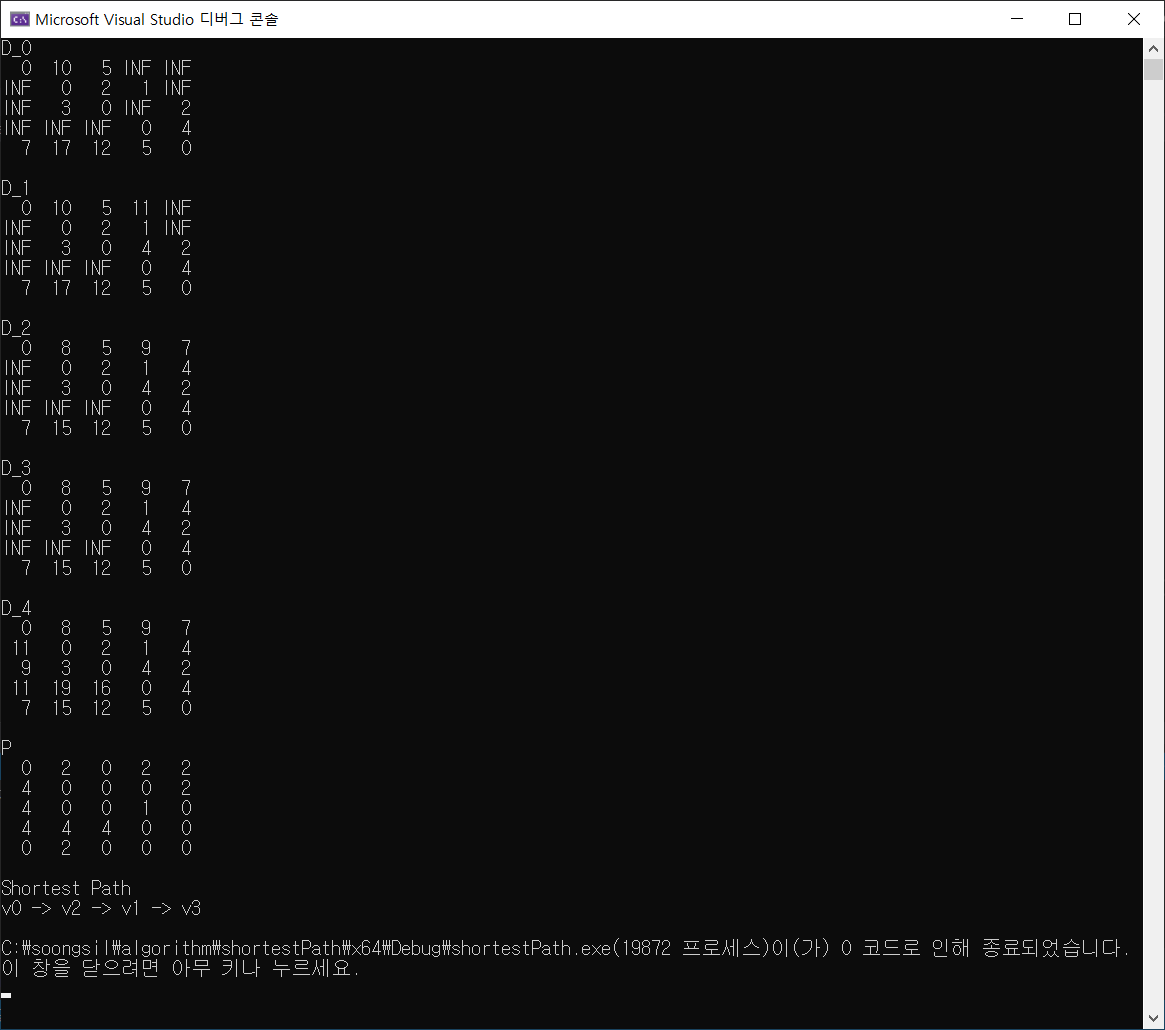 Microsoft Visual Studio 디버그 콘솔
D_0
0 10 5 INF INF
INF 0 2 1 INF
INF 3 0 INF 2
INF INF INF 0 4
7 17 12 5 0
D_1
0 10 5 11 INF
INF 0 2 1 INF
INF 3 0 4 2
INF INF INF 0 4
7 17 12 5 0
D_2
0 8 5 9 7
INF 0 2 1 4
INF 3 0 4 2
INF INF INF 0 4
7 15 12 5 0
D_3
0 8 5 9 7
INF 0 2 1 4
INF 3 0 4 2
INF INF INF 0 4
7 15 12 5 0
D_4
0 8 5 9 7
11 0 2 1 4
9 3 0 4 2
11 19 16 0 4
7 15 12 5 0
P
0 2 0 2 2
4 0 0 0 2
4 0 0 1 0
4 4 4 0 0
0 2 0 0 0
Shortest Path
v0 -> v2 -> v1 -> v3
C:₩soongsil₩algorithm₩shortestPath₩x64₩Debug₩shortestPath.exe(19872 프로세스)이(가) 0 코드로 인해 종료되었습니다.
이 창을 닫으려면 아무 키나 누르세요.